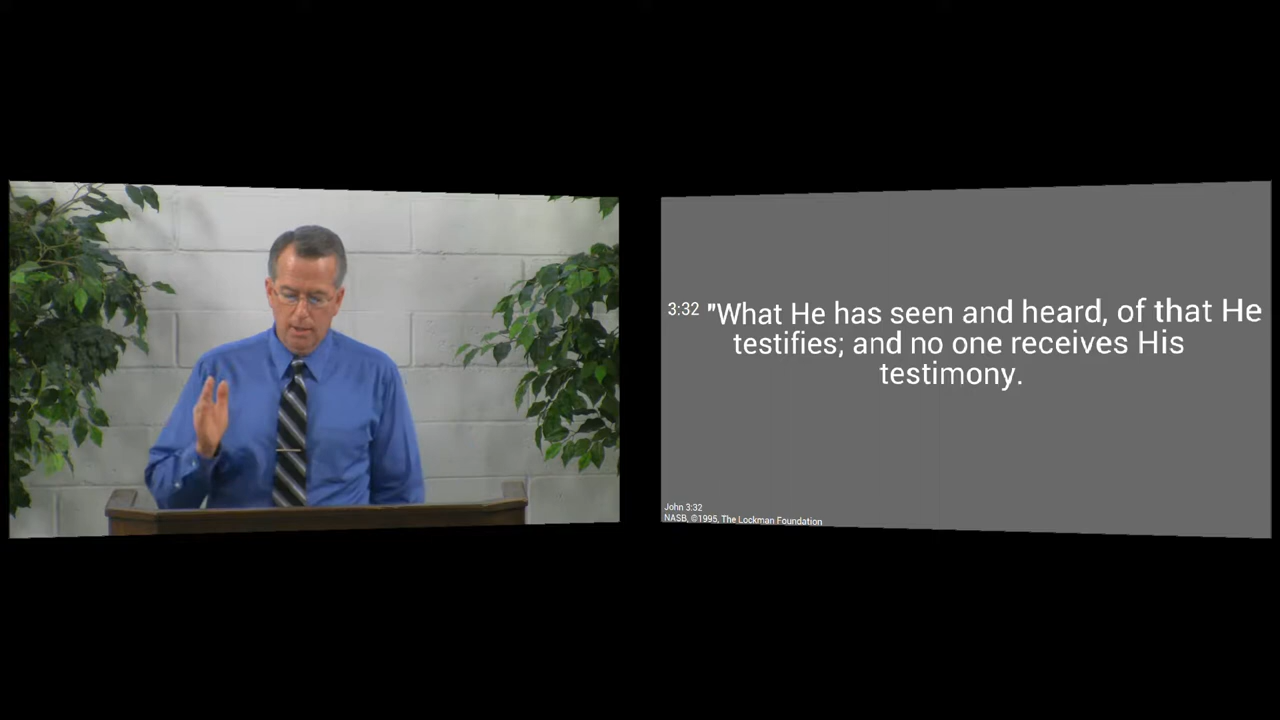 3:32 "What He has seen and heard, of that He
testifies; and no one receives His
testimony.
John 3:32
NASB, ©1995, The Lockman Foundation